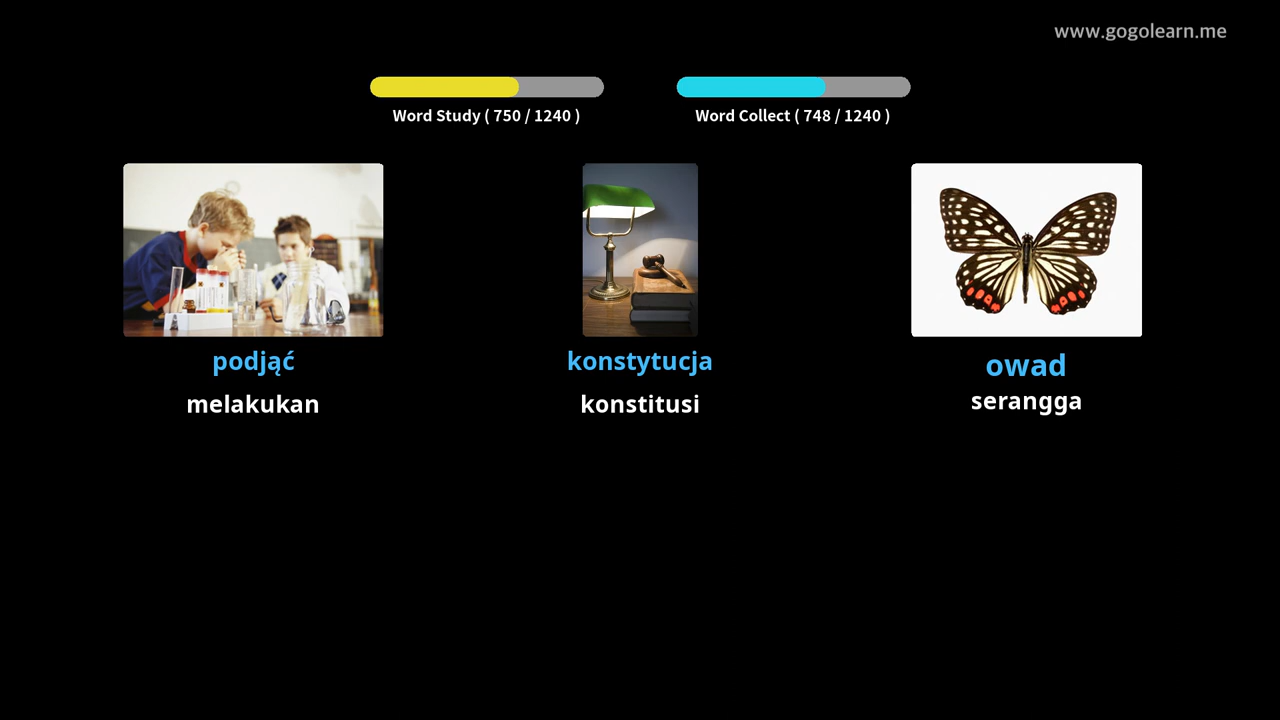 www.gogolearn.me
Word Study ( 750 / 1240 )
Word Collect ( 748 / 1240 )
podjąć
melakukan
konstytucja
konstitusi
owad
serangga